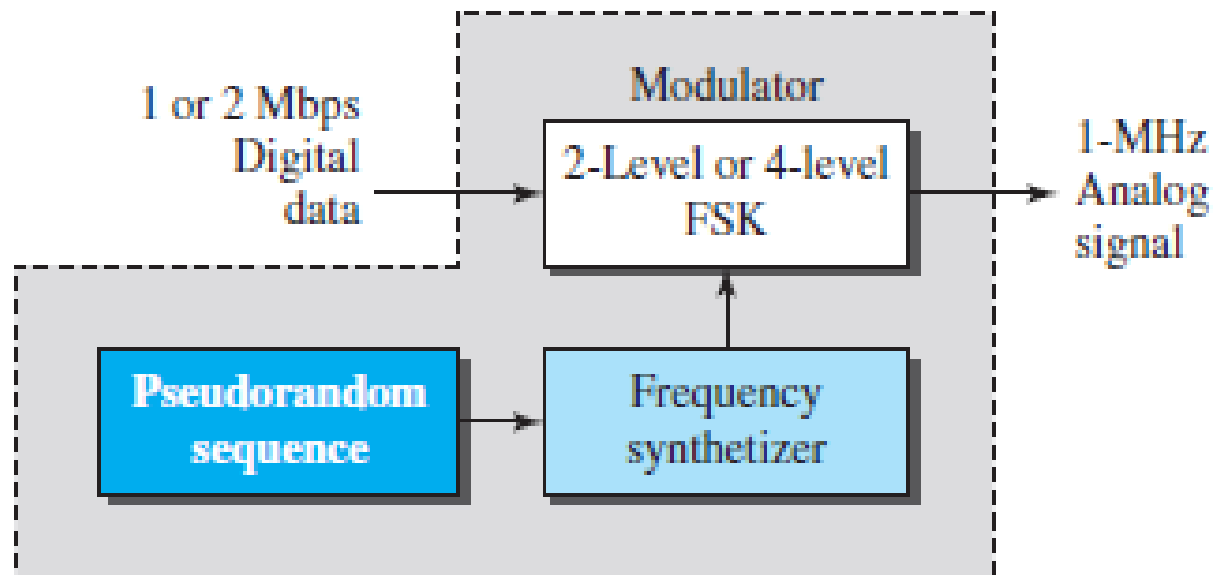 1 or 2 Mbps
Digital
data
Modulator
2-Level or 4-level
FSK
1-MHz
Analog
signal
Pseudorandom
sequence
Frequency
synthetizer